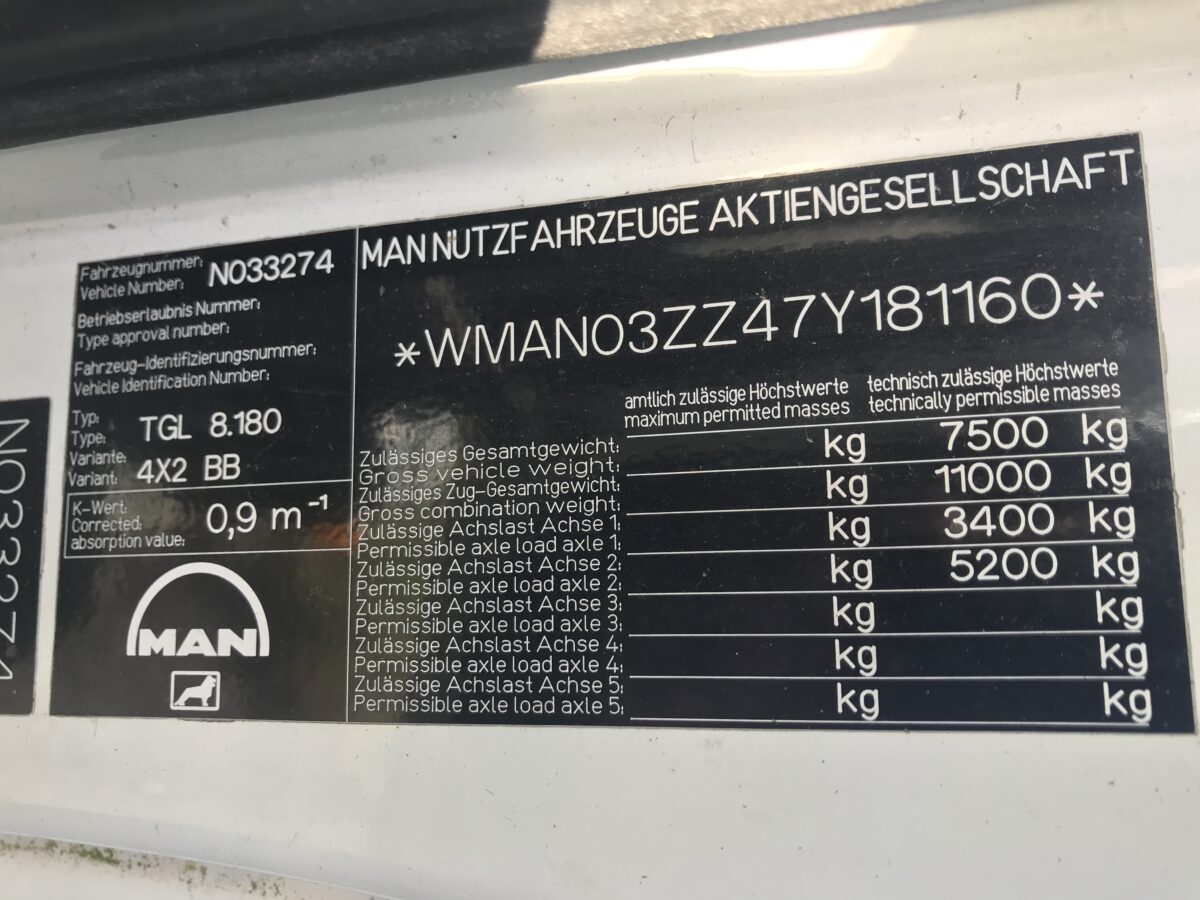 Fahrzeugnummer:
Vehicle Number: N033274
Betriebserlaubnis Nummer:
Type approval number:
Fahrzeug-Identifizierungsnummer:
Vehicle Identification Number:
Typ:
Type: TGL 8.180
Variante:
Variant: 4X2 BB
K-Wert:
Corrected: 0,9 m⁻¹
absorption value:
MAN
MAN NUTZFAHRZEUGE AKTIENGESELLSCHAFT
*WMAN03ZZ47Y181160*
amtlich zulässige Höchstwerte technisch zulässige Höchstwerte
maximum permitted masses technically permissible masses
Zulässiges Gesamtgewicht:
Gross vehicle weight: kg 7500 kg
Zulässiges Zug-Gesamtgewicht:
Gross combination weight: kg 11000 kg
Zulässige Achslast Achse 1:
Permissible axle load axle 1: kg 3400 kg
Zulässige Achslast Achse 2:
Permissible axle load axle 2: kg 5200 kg
Zulässige Achslast Achse 3:
Permissible axle load axle 3: kg kg
Zulässige Achslast Achse 4:
Permissible axle load axle 4: kg kg
Zulässige Achslast Achse 5:
Permissible axle load axle 5: kg kg
N033274